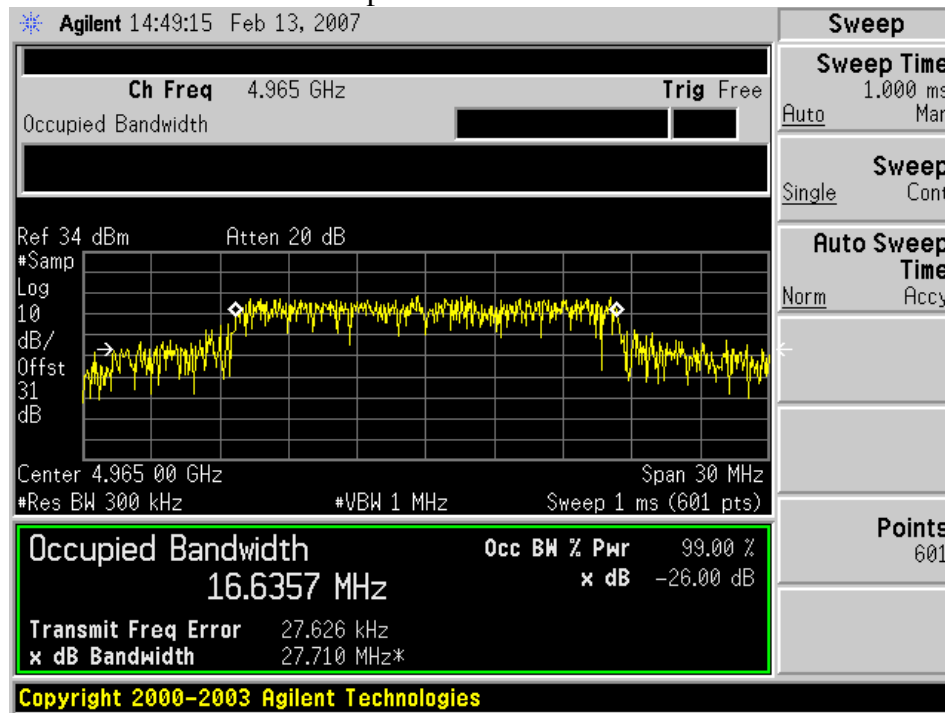 Agilent 14:49:15 Feb 13, 2007
Sweep
Ch Freq 4.965 GHz Trig Free
Occupied Bandwidth
Sweep Time
1.000 ms
Auto Man
Sweep
Single Cont
Auto Sweep
Time
Norm Accy
Points
601
Ref 34 dBm Atten 20 dB
#Samp
Log
10
dB/
Offst
31
dB
Center 4.965 00 GHz Span 30 MHz
#Res BW 300 kHz #VBW 1 MHz Sweep 1 ms (601 pts)
Occupied Bandwidth Occ BW % Pwr 99.00 %
16.6357 MHz x dB -26.00 dB
Transmit Freq Error 27.626 kHz
x dB Bandwidth 27.710 MHz*
Copyright 2000-2003 Agilent Technologies